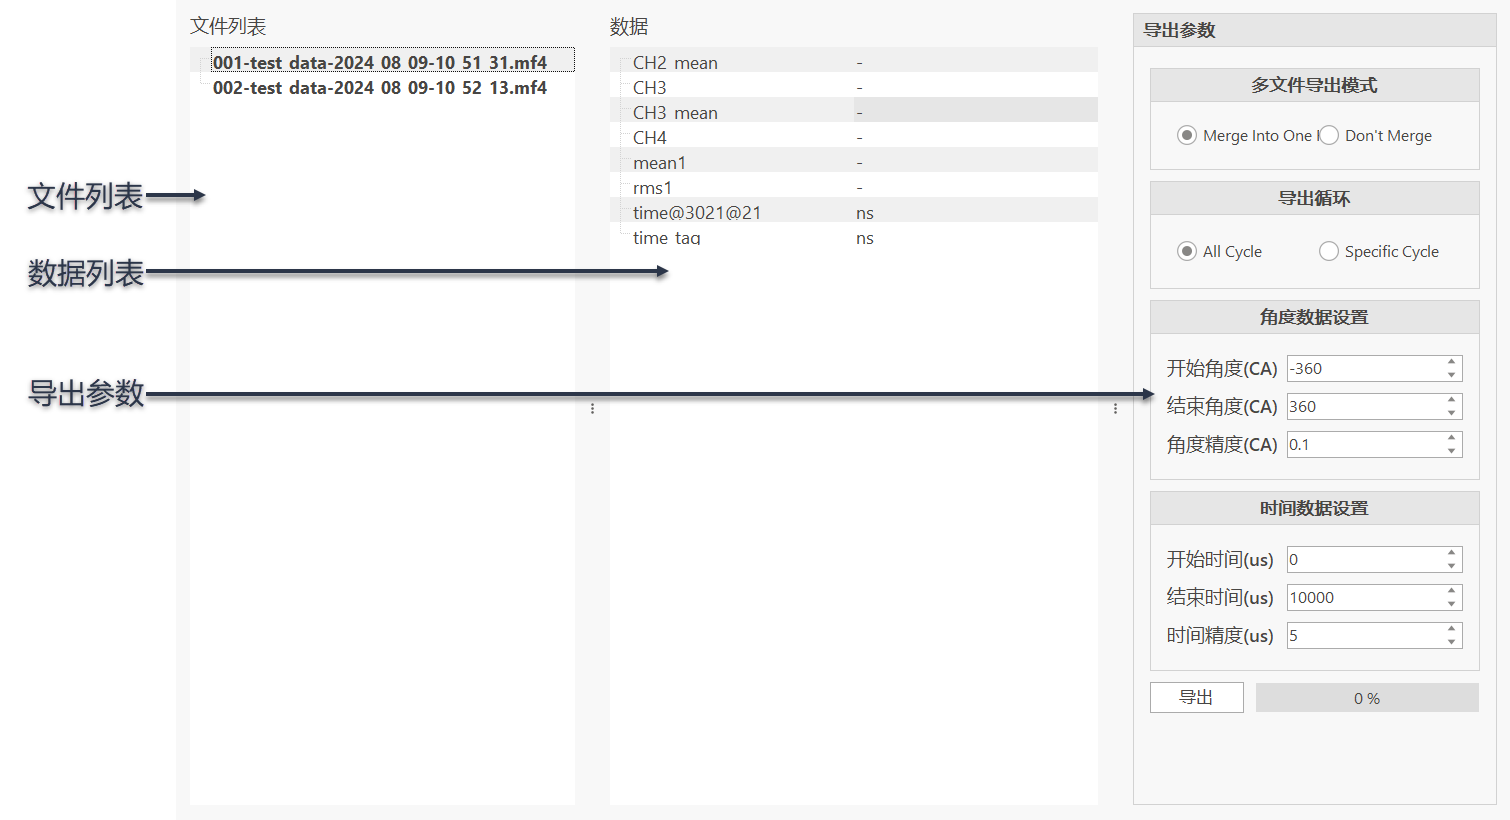 文件列表
数据列表
导出参数
文件列表
001-test data-2024 08 09-10 51 31.mf4
002-test data-2024 08 09-10 52 13.mf4
数据
CH2 mean -
CH3 -
CH3 mean -
CH4 -
mean1 -
rms1 -
time@3021@21 ns
time tag ns
导出参数
多文件导出模式
Merge Into One Don't Merge
导出循环
All Cycle Specific Cycle
角度数据设置
开始角度(CA) -360
结束角度(CA) 360
角度精度(CA) 0.1
时间数据设置
开始时间(us) 0
结束时间(us) 10000
时间精度(us) 5
导出 0 %